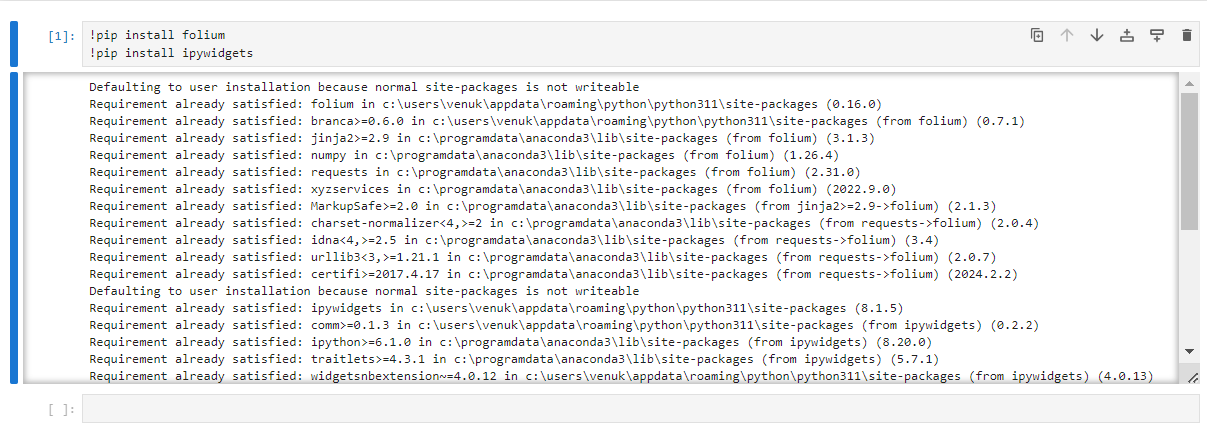 [1]: !pip install folium
!pip install ipywidgets
Defaulting to user installation because normal site-packages is not writeable
Requirement already satisfied: folium in c:\users\venuk\appdata\roaming\python\python311\site-packages (0.16.0)
Requirement already satisfied: branca>=0.6.0 in c:\users\venuk\appdata\roaming\python\python311\site-packages (from folium) (0.7.1)
Requirement already satisfied: jinja2>=2.9 in c:\programdata\anaconda3\lib\site-packages (from folium) (3.1.3)
Requirement already satisfied: numpy in c:\programdata\anaconda3\lib\site-packages (from folium) (1.26.4)
Requirement already satisfied: requests in c:\programdata\anaconda3\lib\site-packages (from folium) (2.31.0)
Requirement already satisfied: xyzservices in c:\programdata\anaconda3\lib\site-packages (from folium) (2022.9.0)
Requirement already satisfied: MarkupSafe>=2.0 in c:\programdata\anaconda3\lib\site-packages (from jinja2>=2.9->folium) (2.1.3)
Requirement already satisfied: charset-normalizer<4,>=2 in c:\programdata\anaconda3\lib\site-packages (from requests->folium) (2.0.4)
Requirement already satisfied: idna<4,>=2.5 in c:\programdata\anaconda3\lib\site-packages (from requests->folium) (3.4)
Requirement already satisfied: urllib3<3,>=1.21.1 in c:\programdata\anaconda3\lib\site-packages (from requests->folium) (2.0.7)
Requirement already satisfied: certifi>=2017.4.17 in c:\programdata\anaconda3\lib\site-packages (from requests->folium) (2024.2.2)
Defaulting to user installation because normal site-packages is not writeable
Requirement already satisfied: ipywidgets in c:\users\venuk\appdata\roaming\python\python311\site-packages (8.1.5)
Requirement already satisfied: comm>=0.1.3 in c:\users\venuk\appdata\roaming\python\python311\site-packages (from ipywidgets) (0.2.2)
Requirement already satisfied: ipython>=6.1.0 in c:\programdata\anaconda3\lib\site-packages (from ipywidgets) (8.20.0)
Requirement already satisfied: traitlets>=4.3.1 in c:\programdata\anaconda3\lib\site-packages (from ipywidgets) (5.7.1)
Requirement already satisfied: widgetsnbextension~=4.0.12 in c:\users\venuk\appdata\roaming\python\python311\site-packages (from ipywidgets) (4.0.13)
[ ]: